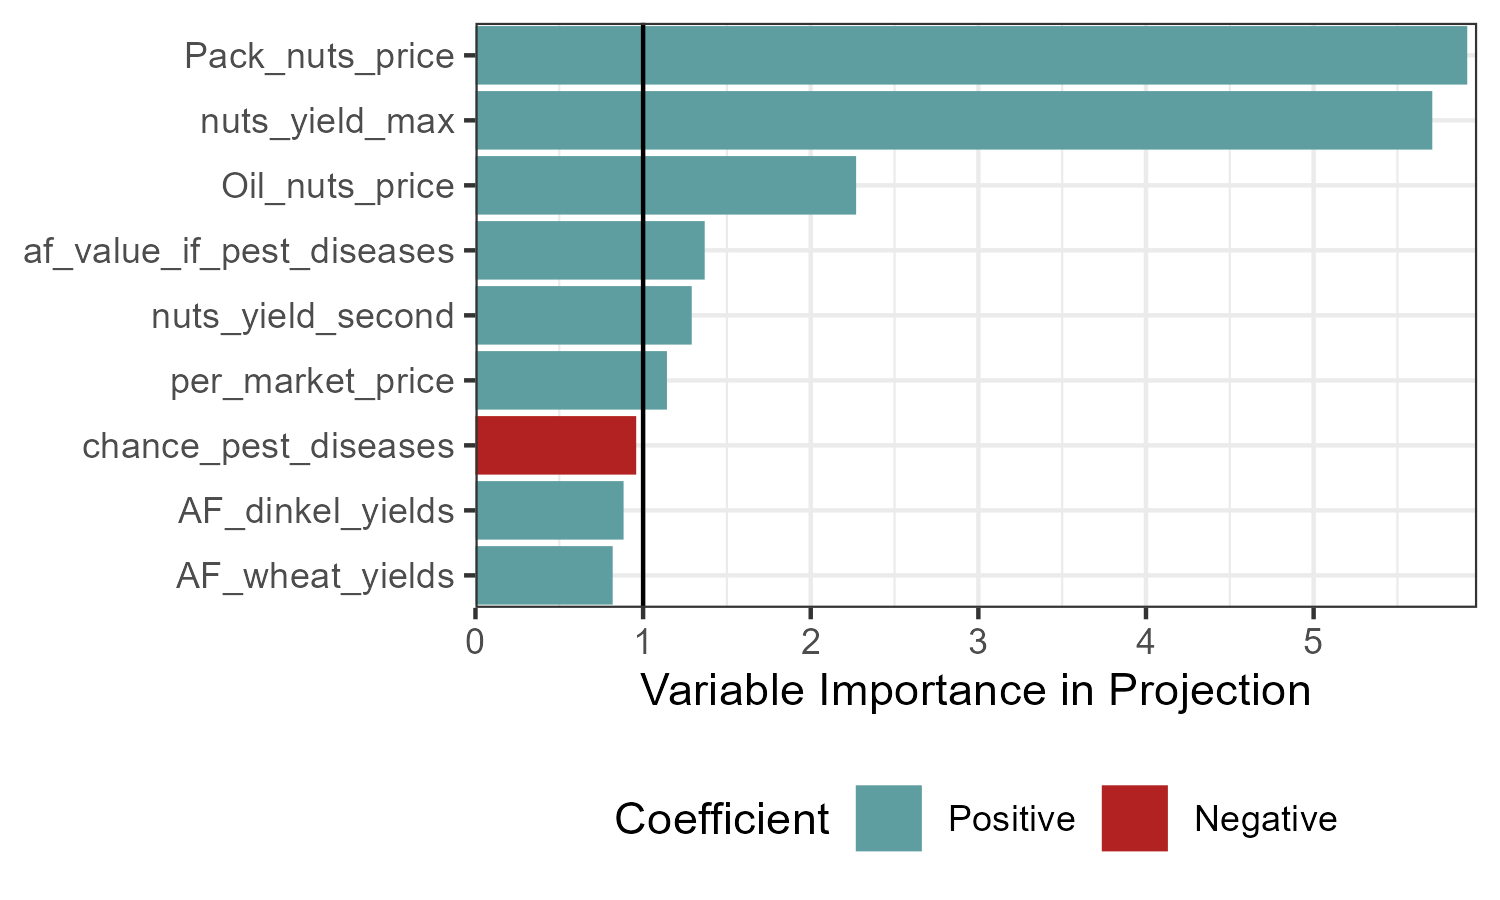 Pack_nuts_price
nuts_yield_max
Oil_nuts_price
af_value_if_pest_diseases
nuts_yield_second
per_market_price
chance_pest_diseases
AF_dinkel_yields
AF_wheat_yields
0 1 2 3 4 5
Variable Importance in Projection
Coefficient Positive Negative